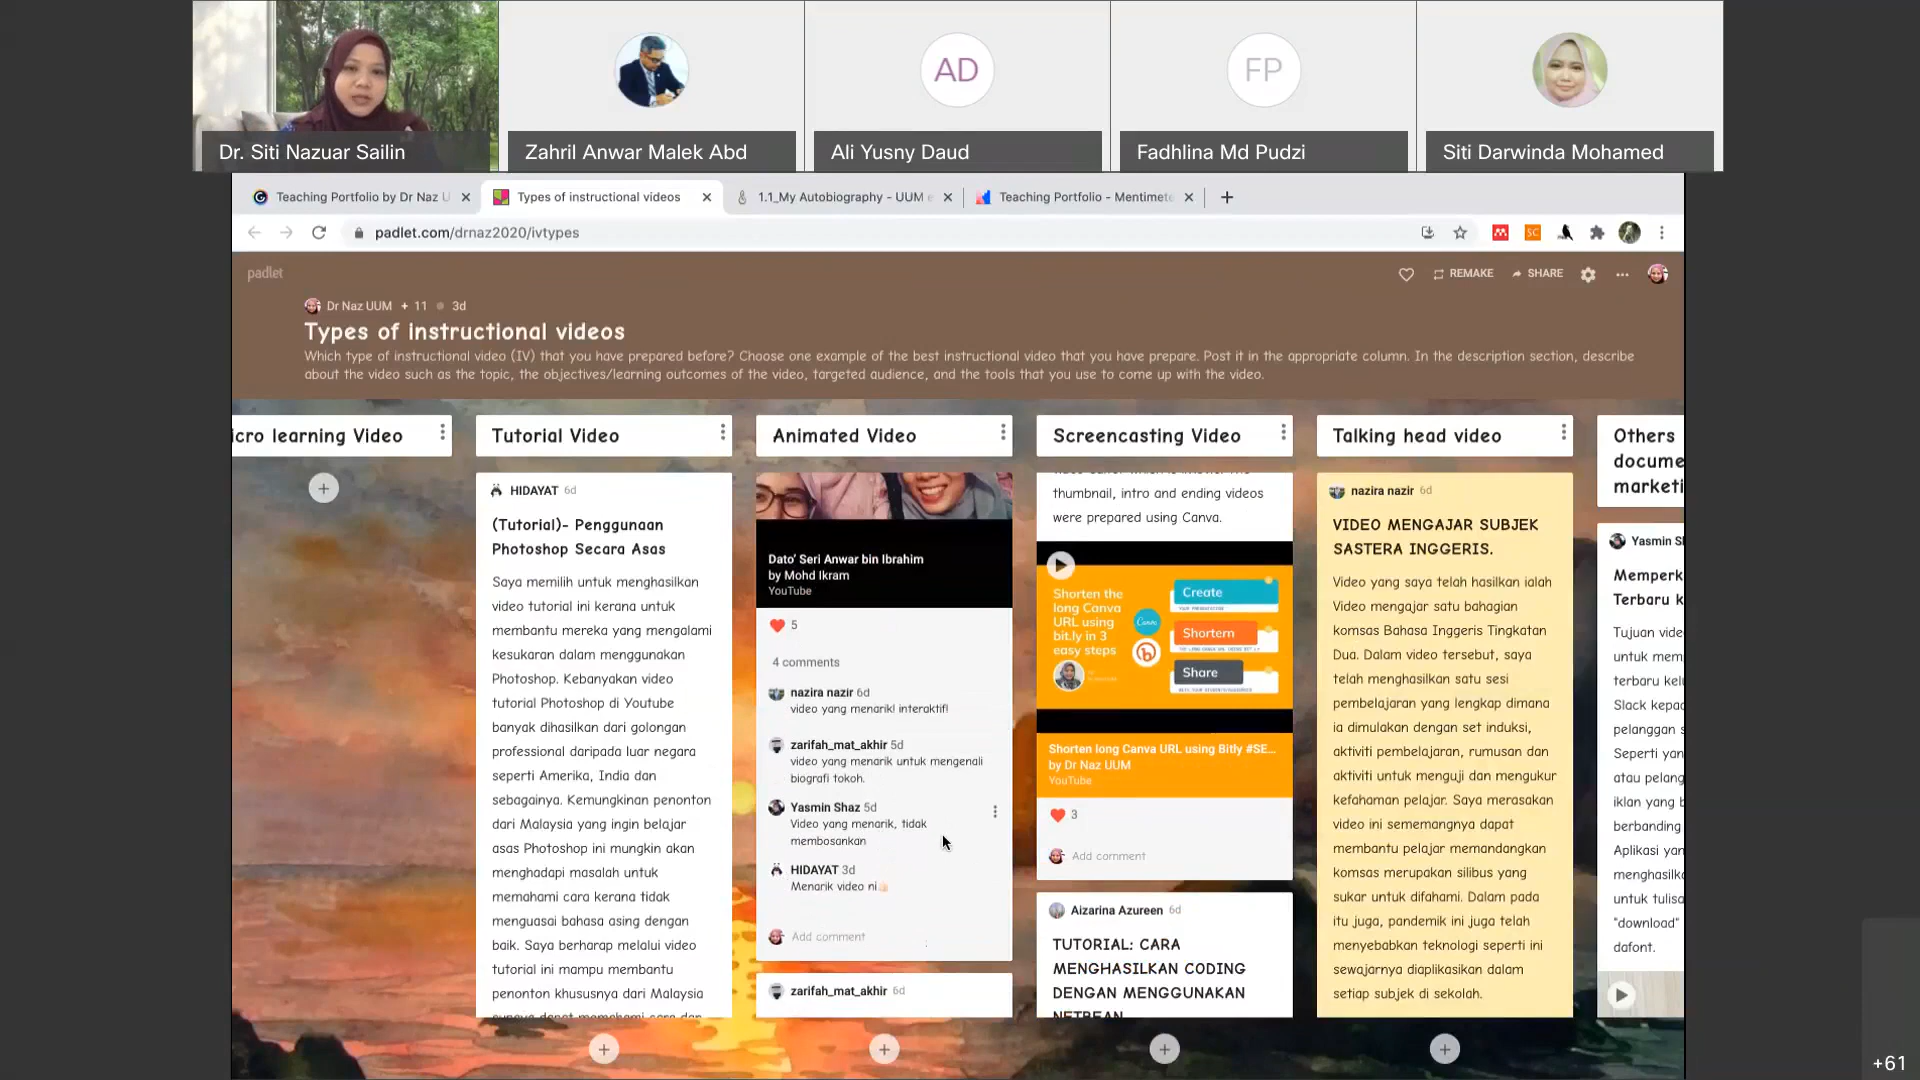 Dr. Siti Nazuar Sailin
Zahril Anwar Malek Abd
AD
Ali Yusny Daud
FP
Fadhlina Md Pudzi
Siti Darwinda Mohamed
Teaching Portfolio by Dr Naz U
Types of instructional videos
1.1_My Autobiography - UUM e
Teaching Portfolio - Mentimete
padlet.com/drnaz2020/ivtypes
padlet
REMAKE
SHARE
Dr Naz UUM + 11 3d
Types of instructional videos
Which type of instructional video (IV) that you have prepared before? Choose one example of the best instructional video that you have prepare. Post it in the appropriate column. In the description section, describe
about the video such as the topic, the objectives/learning outcomes of the video, targeted audience, and the tools that you use to come up with the video.
icro learning Video
Tutorial Video
HIDAYAT 6d
(Tutorial)- Penggunaan
Photoshop Secara Asas
Saya memilih untuk menghasilkan
video tutorial ini kerana untuk
membantu mereka yang mengalami
kesukaran dalam menggunakan
Photoshop. Kebanyakan video
tutorial Photoshop di Youtube
banyak dihasilkan dari golongan
professional daripada luar negara
seperti Amerika, India dan
sebagainya. Kemungkinan penonton
dari Malaysia yang ingin belajar
asas Photoshop ini mungkin akan
menghadapi masalah untuk
memahami cara kerana tidak
menguasai bahasa asing dengan
baik. Saya berharap melalui video
tutorial ini mampu membantu
penonton khususnya dari Malaysia
Animated Video
Dato' Seri Anwar bin Ibrahim
by Mohd Ikram
YouTube
5
4 comments
nazira nazir 6d
video yang menarik! interaktif!
zarifah_mat_akhir 5d
video yang menarik untuk mengenali
biografi tokoh.
Yasmin Shaz 5d
Video yang menarik, tidak
membosankan
HIDAYAT 3d
Menarik video ni👍🏻
Add comment
zarifah_mat_akhir 6d
Screencasting Video
thumbnail, intro and ending videos
were prepared using Canva.
Shorten the
long Canva
URL using
bit.ly in 3
easy steps
Canva
Create
Shortern
Share
Shorten long Canva URL using Bitly #SE...
by Dr Naz UUM
YouTube
3
Add comment
Aizarina Azureen 6d
TUTORIAL: CARA
MENGHASILKAN CODING
DENGAN MENGGUNAKAN
NETBEAN
Talking head video
nazira nazir 6d
VIDEO MENGAJAR SUBJEK
SASTERA INGGERIS.
Video yang saya telah hasilkan ialah
Video mengajar satu bahagian
komsas Bahasa Inggeris Tingkatan
Dua. Dalam video tersebut, saya
telah menghasilkan satu sesi
pembelajaran yang lengkap dimana
ia dimulakan dengan set induksi,
aktiviti pembelajaran, rumusan dan
aktiviti untuk menguji dan mengukur
kefahaman pelajar. Saya merasakan
video ini sememangnya dapat
membantu pelajar memandangkan
komsas merupakan silibus yang
sukar untuk difahami. Dalam pada
itu juga, pandemik ini juga telah
menyebabkan teknologi seperti ini
sewajarnya diaplikasikan dalam
setiap subjek di sekolah.
Others
docume
marketi
Yasmin Sh
Memperk
Terbaru k
Tujuan vide
untuk mem
terbaru kelu
Slack kepac
pelanggan s
Seperti yan
atau pelang
iklan yang b
berbanding
Aplikasi yan
menghasilka
untuk tulisa
"download"
dafont.
+61